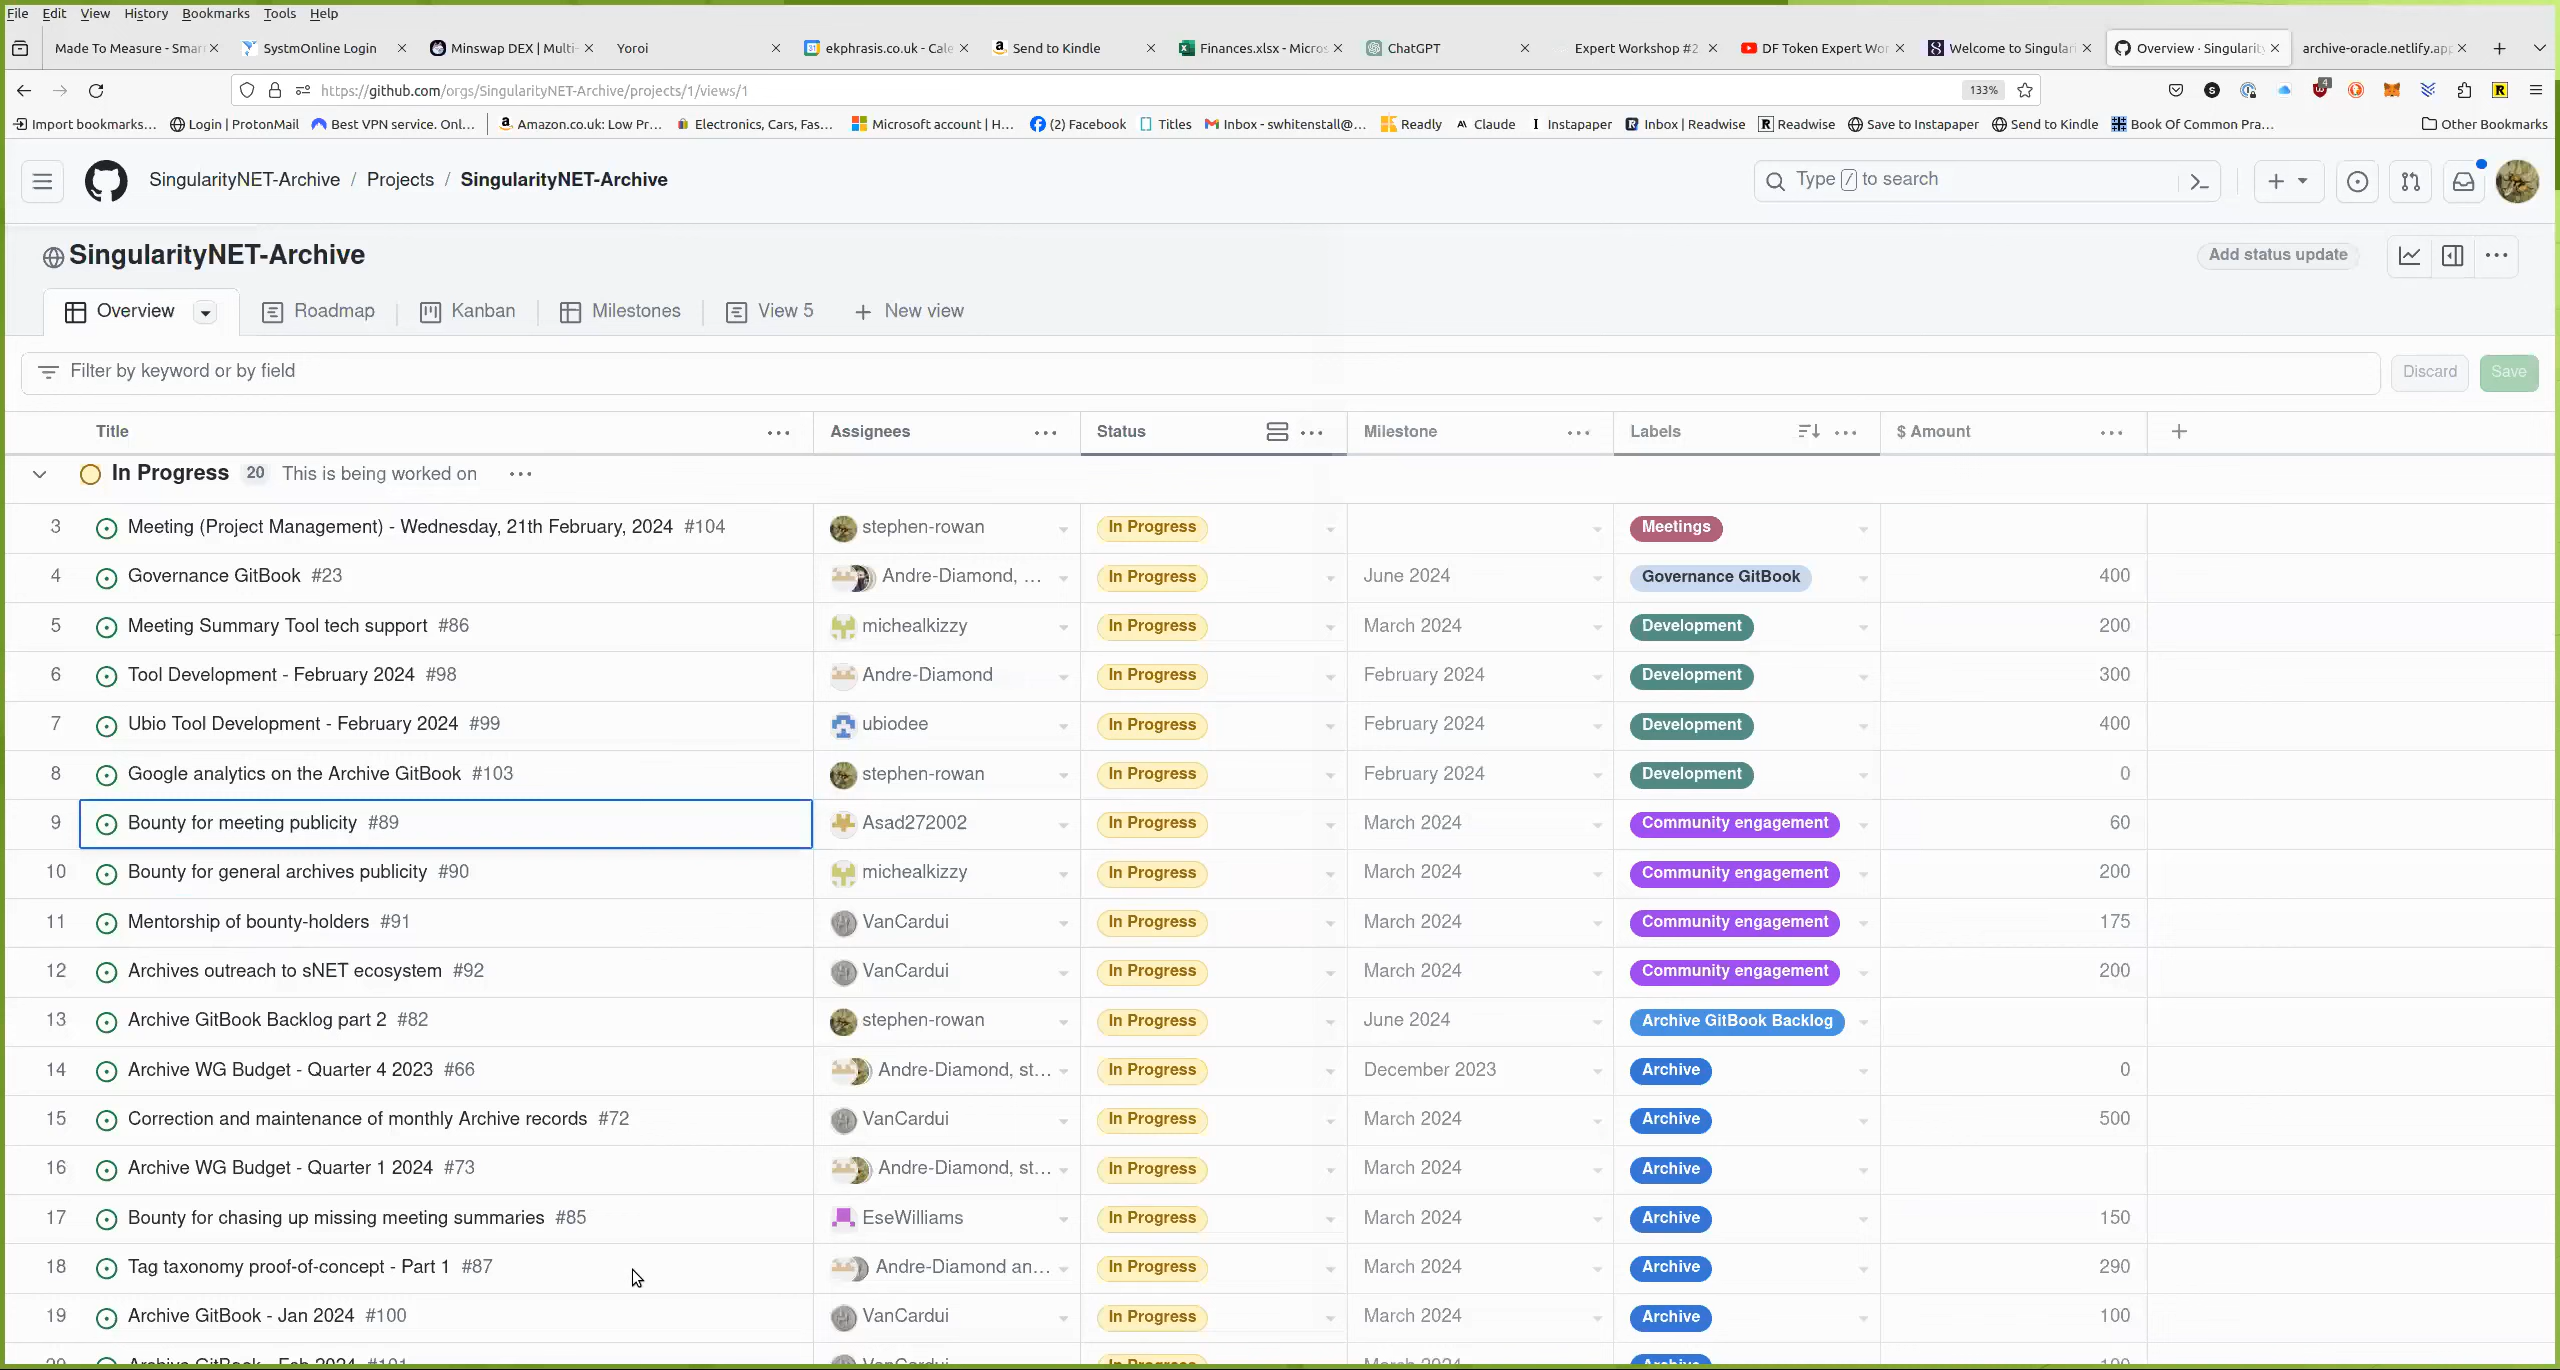 File Edit View History Bookmarks Tools Help
Made To Measure - Smar SystmOnline Login Minswap DEX | Multi- Yoroi ekphrasis.co.uk - Cale Send to Kindle Finances.xlsx - Micros ChatGPT Expert Workshop #2 DF Token Expert Wor Welcome to Singular Overview · Singularity archive-oracle.netlify.app
https://github.com/orgs/SingularityNET-Archive/projects/1/views/1 133% 4
Import bookmarks... Login | ProtonMail Best VPN service. Onl... Amazon.co.uk: Low Pr... Electronics, Cars, Fas... Microsoft account | H... (2) Facebook Titles Inbox - swhitenstall@... Readly Claude Instapaper Inbox | Readwise Readwise Save to Instapaper Send to Kindle Book Of Common Pra... Other Bookmarks
SingularityNET-Archive / Projects / SingularityNET-Archive Type / to search
SingularityNET-Archive Add status update
Overview Roadmap Kanban Milestones View 5 + New view
Filter by keyword or by field Discard Save
Title Assignees Status Milestone Labels $ Amount
In Progress 20 This is being worked on
3 Meeting (Project Management) - Wednesday, 21th February, 2024 #104 stephen-rowan In Progress Meetings
4 Governance GitBook #23 Andre-Diamond, ... In Progress June 2024 Governance GitBook 400
5 Meeting Summary Tool tech support #86 michealkizzy In Progress March 2024 Development 200
6 Tool Development - February 2024 #98 Andre-Diamond In Progress February 2024 Development 300
7 Ubio Tool Development - February 2024 #99 ubiodee In Progress February 2024 Development 400
8 Google analytics on the Archive GitBook #103 stephen-rowan In Progress February 2024 Development 0
9 Bounty for meeting publicity #89 Asad272002 In Progress March 2024 Community engagement 60
10 Bounty for general archives publicity #90 michealkizzy In Progress March 2024 Community engagement 200
11 Mentorship of bounty-holders #91 VanCardui In Progress March 2024 Community engagement 175
12 Archives outreach to sNET ecosystem #92 VanCardui In Progress March 2024 Community engagement 200
13 Archive GitBook Backlog part 2 #82 stephen-rowan In Progress June 2024 Archive GitBook Backlog
14 Archive WG Budget - Quarter 4 2023 #66 Andre-Diamond, st... In Progress December 2023 Archive 0
15 Correction and maintenance of monthly Archive records #72 VanCardui In Progress March 2024 Archive 500
16 Archive WG Budget - Quarter 1 2024 #73 Andre-Diamond, st... In Progress March 2024 Archive
17 Bounty for chasing up missing meeting summaries #85 EseWilliams In Progress March 2024 Archive 150
18 Tag taxonomy proof-of-concept - Part 1 #87 Andre-Diamond an... In Progress March 2024 Archive 290
19 Archive GitBook - Jan 2024 #100 VanCardui In Progress March 2024 Archive 100
20 Archive GitBook - Feb 2024 #101 VanCardui In Progress March 2024 Archive 100